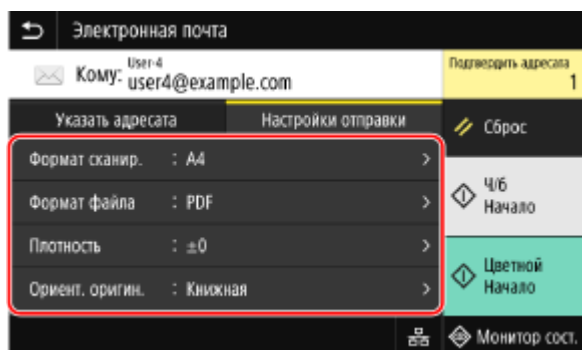 Электронная почта
Кому:
User-4
user4@example.com
Подтвердить адресата
1
Указать адресата
Настройки отправки
Сброс
Формат сканир. : A4
Формат файла : PDF
Плотность : ±0
Ориент. оригин. : Книжная
Ч/б
Начало
Цветной
Начало
Монитор сост.